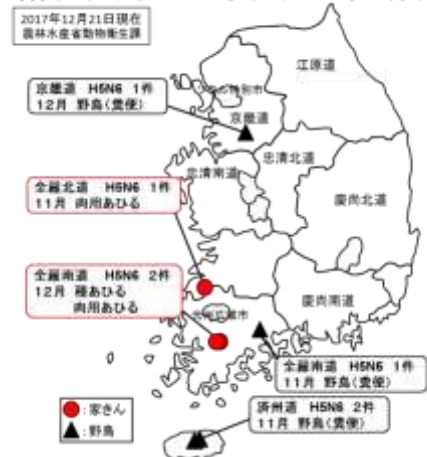 2017年12月21日現在
農林水産省動物衛生課
江原道
京畿道 H5N6 1件
12月 野鳥(糞便)
京畿道
忠清北道
忠清南道
慶尚北道
全羅北道 H5N6 1件
11月 肉用あひる
全羅南道 H5N6 2件
12月 種あひる
肉用あひる
慶尚南道
全羅南道 H5N6 1件
11月 野鳥(糞便)
済州道 H5N6 2件
11月 野鳥(糞便)
:家きん
:野鳥